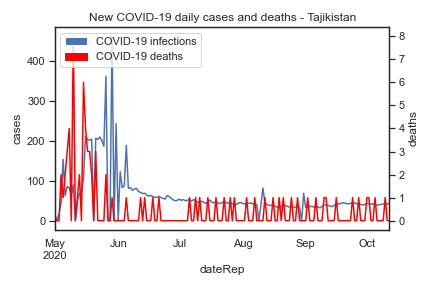 New COVID-19 daily cases and deaths - Tajikistan
COVID-19 infections
COVID-19 deaths
400
300
200
100
0
cases
8
7
6
5
4
3
2
1
0
deaths
May
2020
Jun
Jul
Aug
Sep
Oct
dateRep